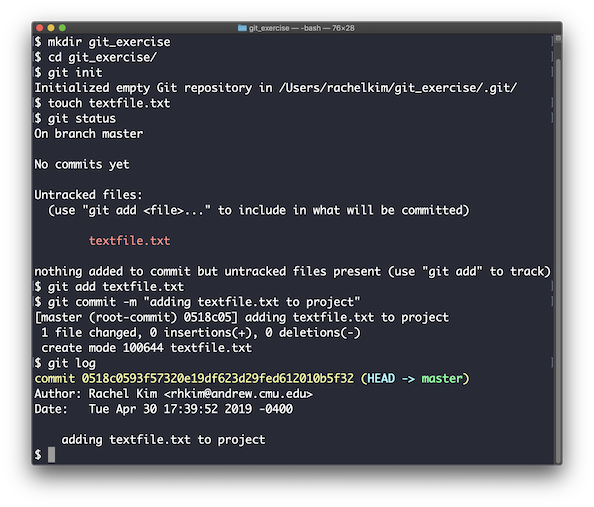 git_exercise — -bash — 76×28
$ mkdir git_exercise
$ cd git_exercise/
$ git init
Initialized empty Git repository in /Users/rachelkim/git_exercise/.git/
$ touch textfile.txt
$ git status
On branch master
No commits yet
Untracked files:
  (use "git add <file>..." to include in what will be committed)
        textfile.txt
nothing added to commit but untracked files present (use "git add" to track)
$ git add textfile.txt
$ git commit -m "adding textfile.txt to project"
[master (root-commit) 0518c05] adding textfile.txt to project
 1 file changed, 0 insertions(+), 0 deletions(-)
 create mode 100644 textfile.txt
$ git log
commit 0518c0593f57320e19df623d29fed612010b5f32 (HEAD -> master)
Author: Rachel Kim <rhkim@andrew.cmu.edu>
Date:   Tue Apr 30 17:39:52 2019 -0400
    adding textfile.txt to project
$